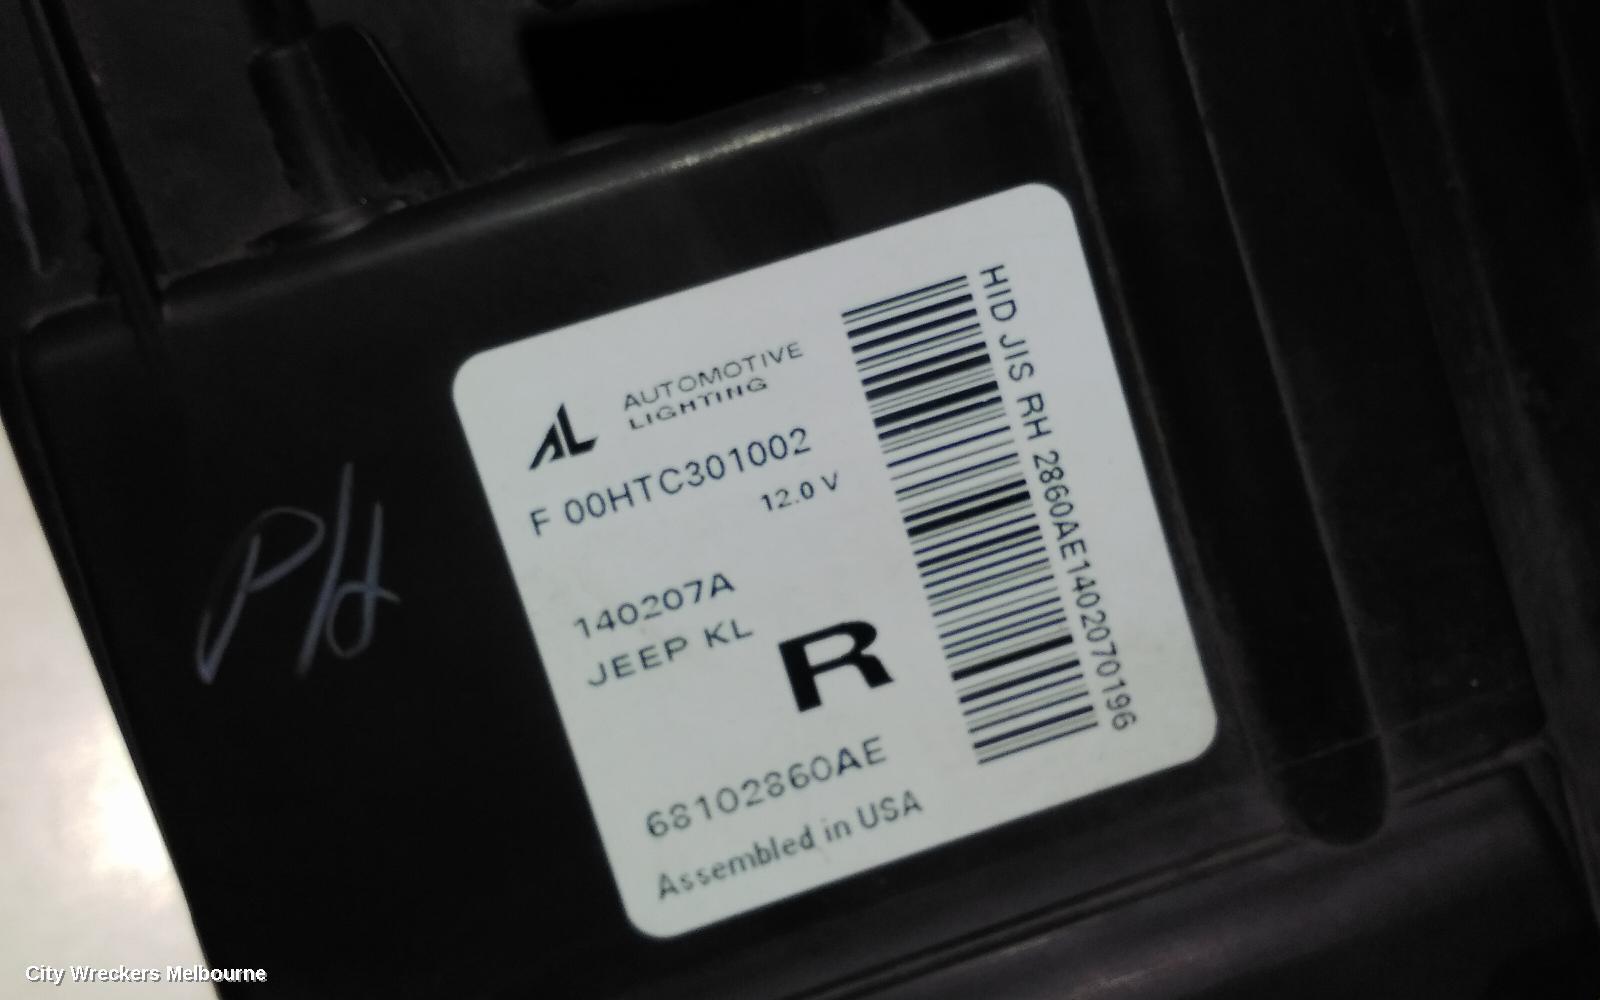 AL AUTOMOTIVE
LIGHTING
F 00HTC301002
12.0 V
140207A
JEEP KL
R
68102860AE
Assembled in USA
HID JIS RH 2860AE1402070196
City Wreckers Melbourne